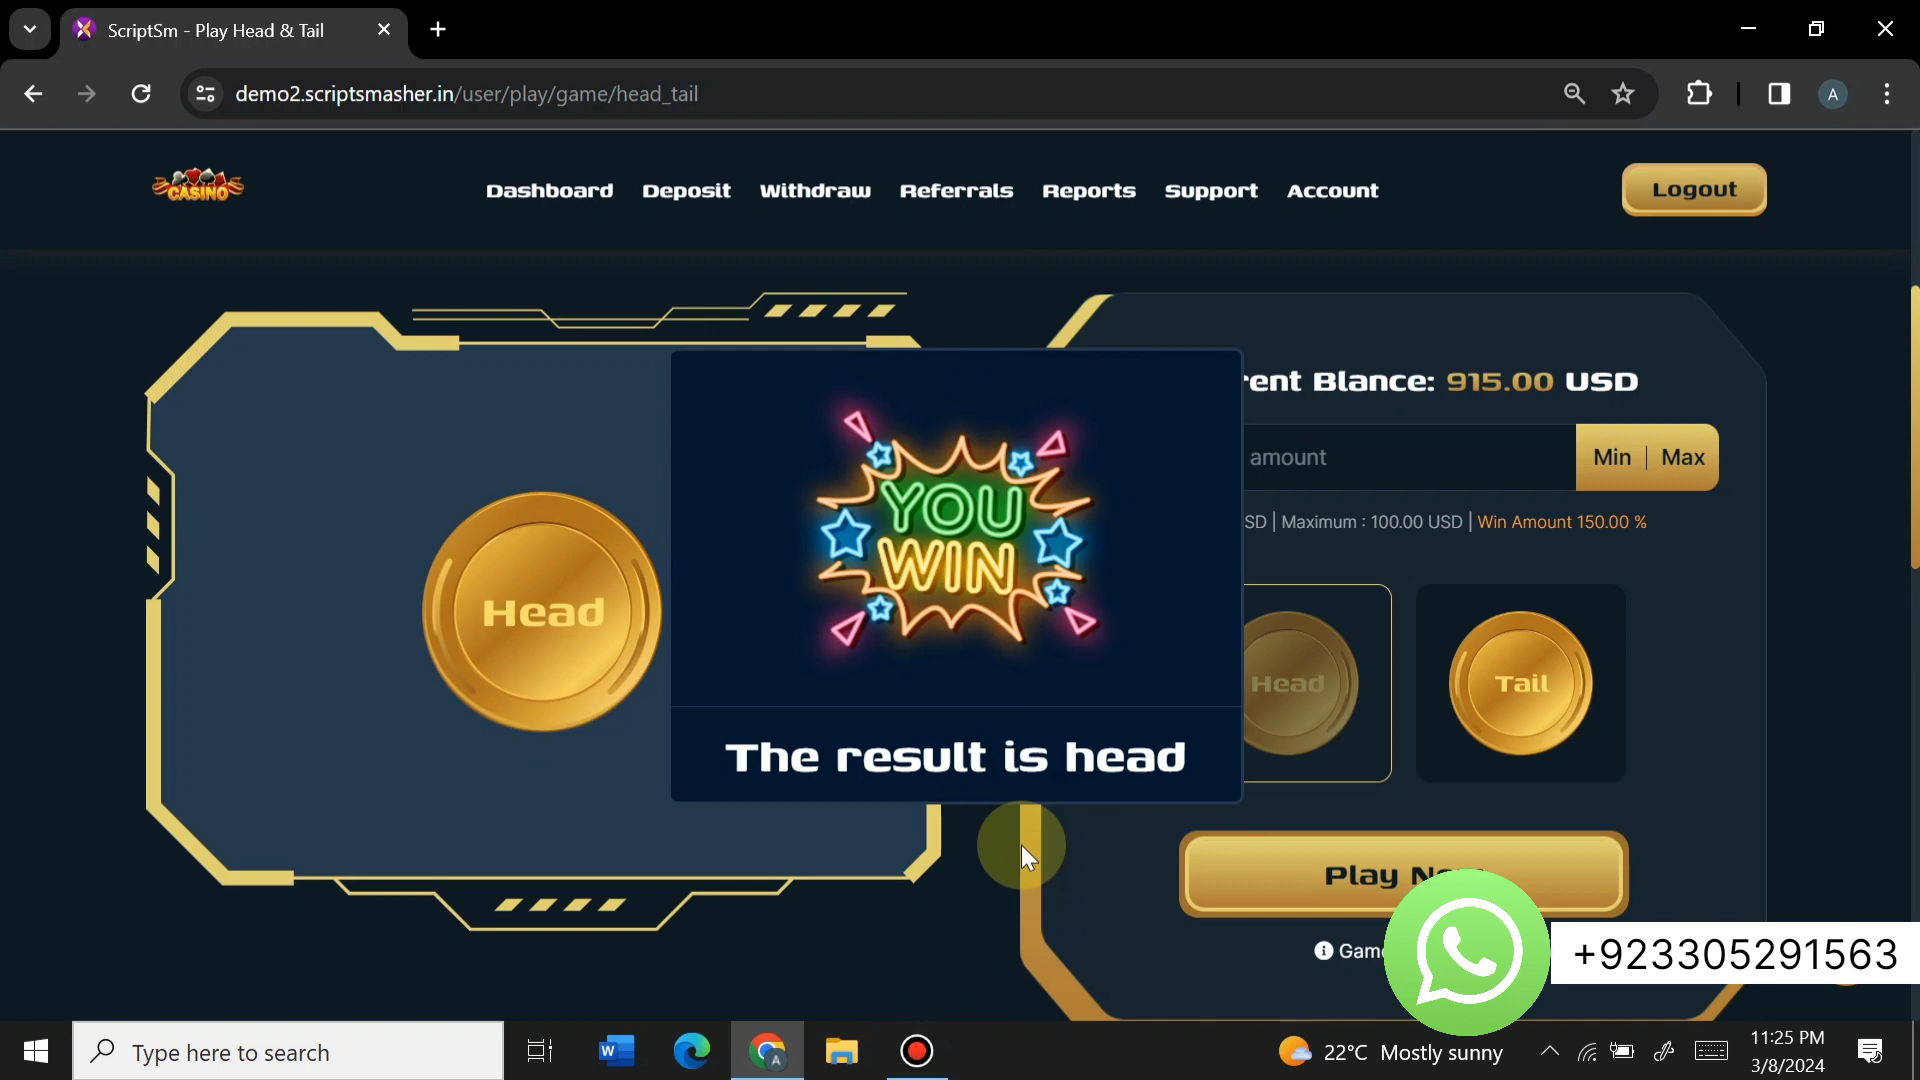 ScriptSm - Play Head & Tail
demo2.scriptsmasher.in/user/play/game/head_tail
A
CASINO
Dashboard Deposit Withdraw Referrals Reports Support Account
Logout
rent Blance: 915.00 USD
amount
Min | Max
SD | Maximum : 100.00 USD | Win Amount 150.00 %
Head
YOU
WIN
The result is head
Head
Tail
Play
Game
+923305291563
Type here to search
W
A
22°C Mostly sunny
11:25 PM
3/8/2024